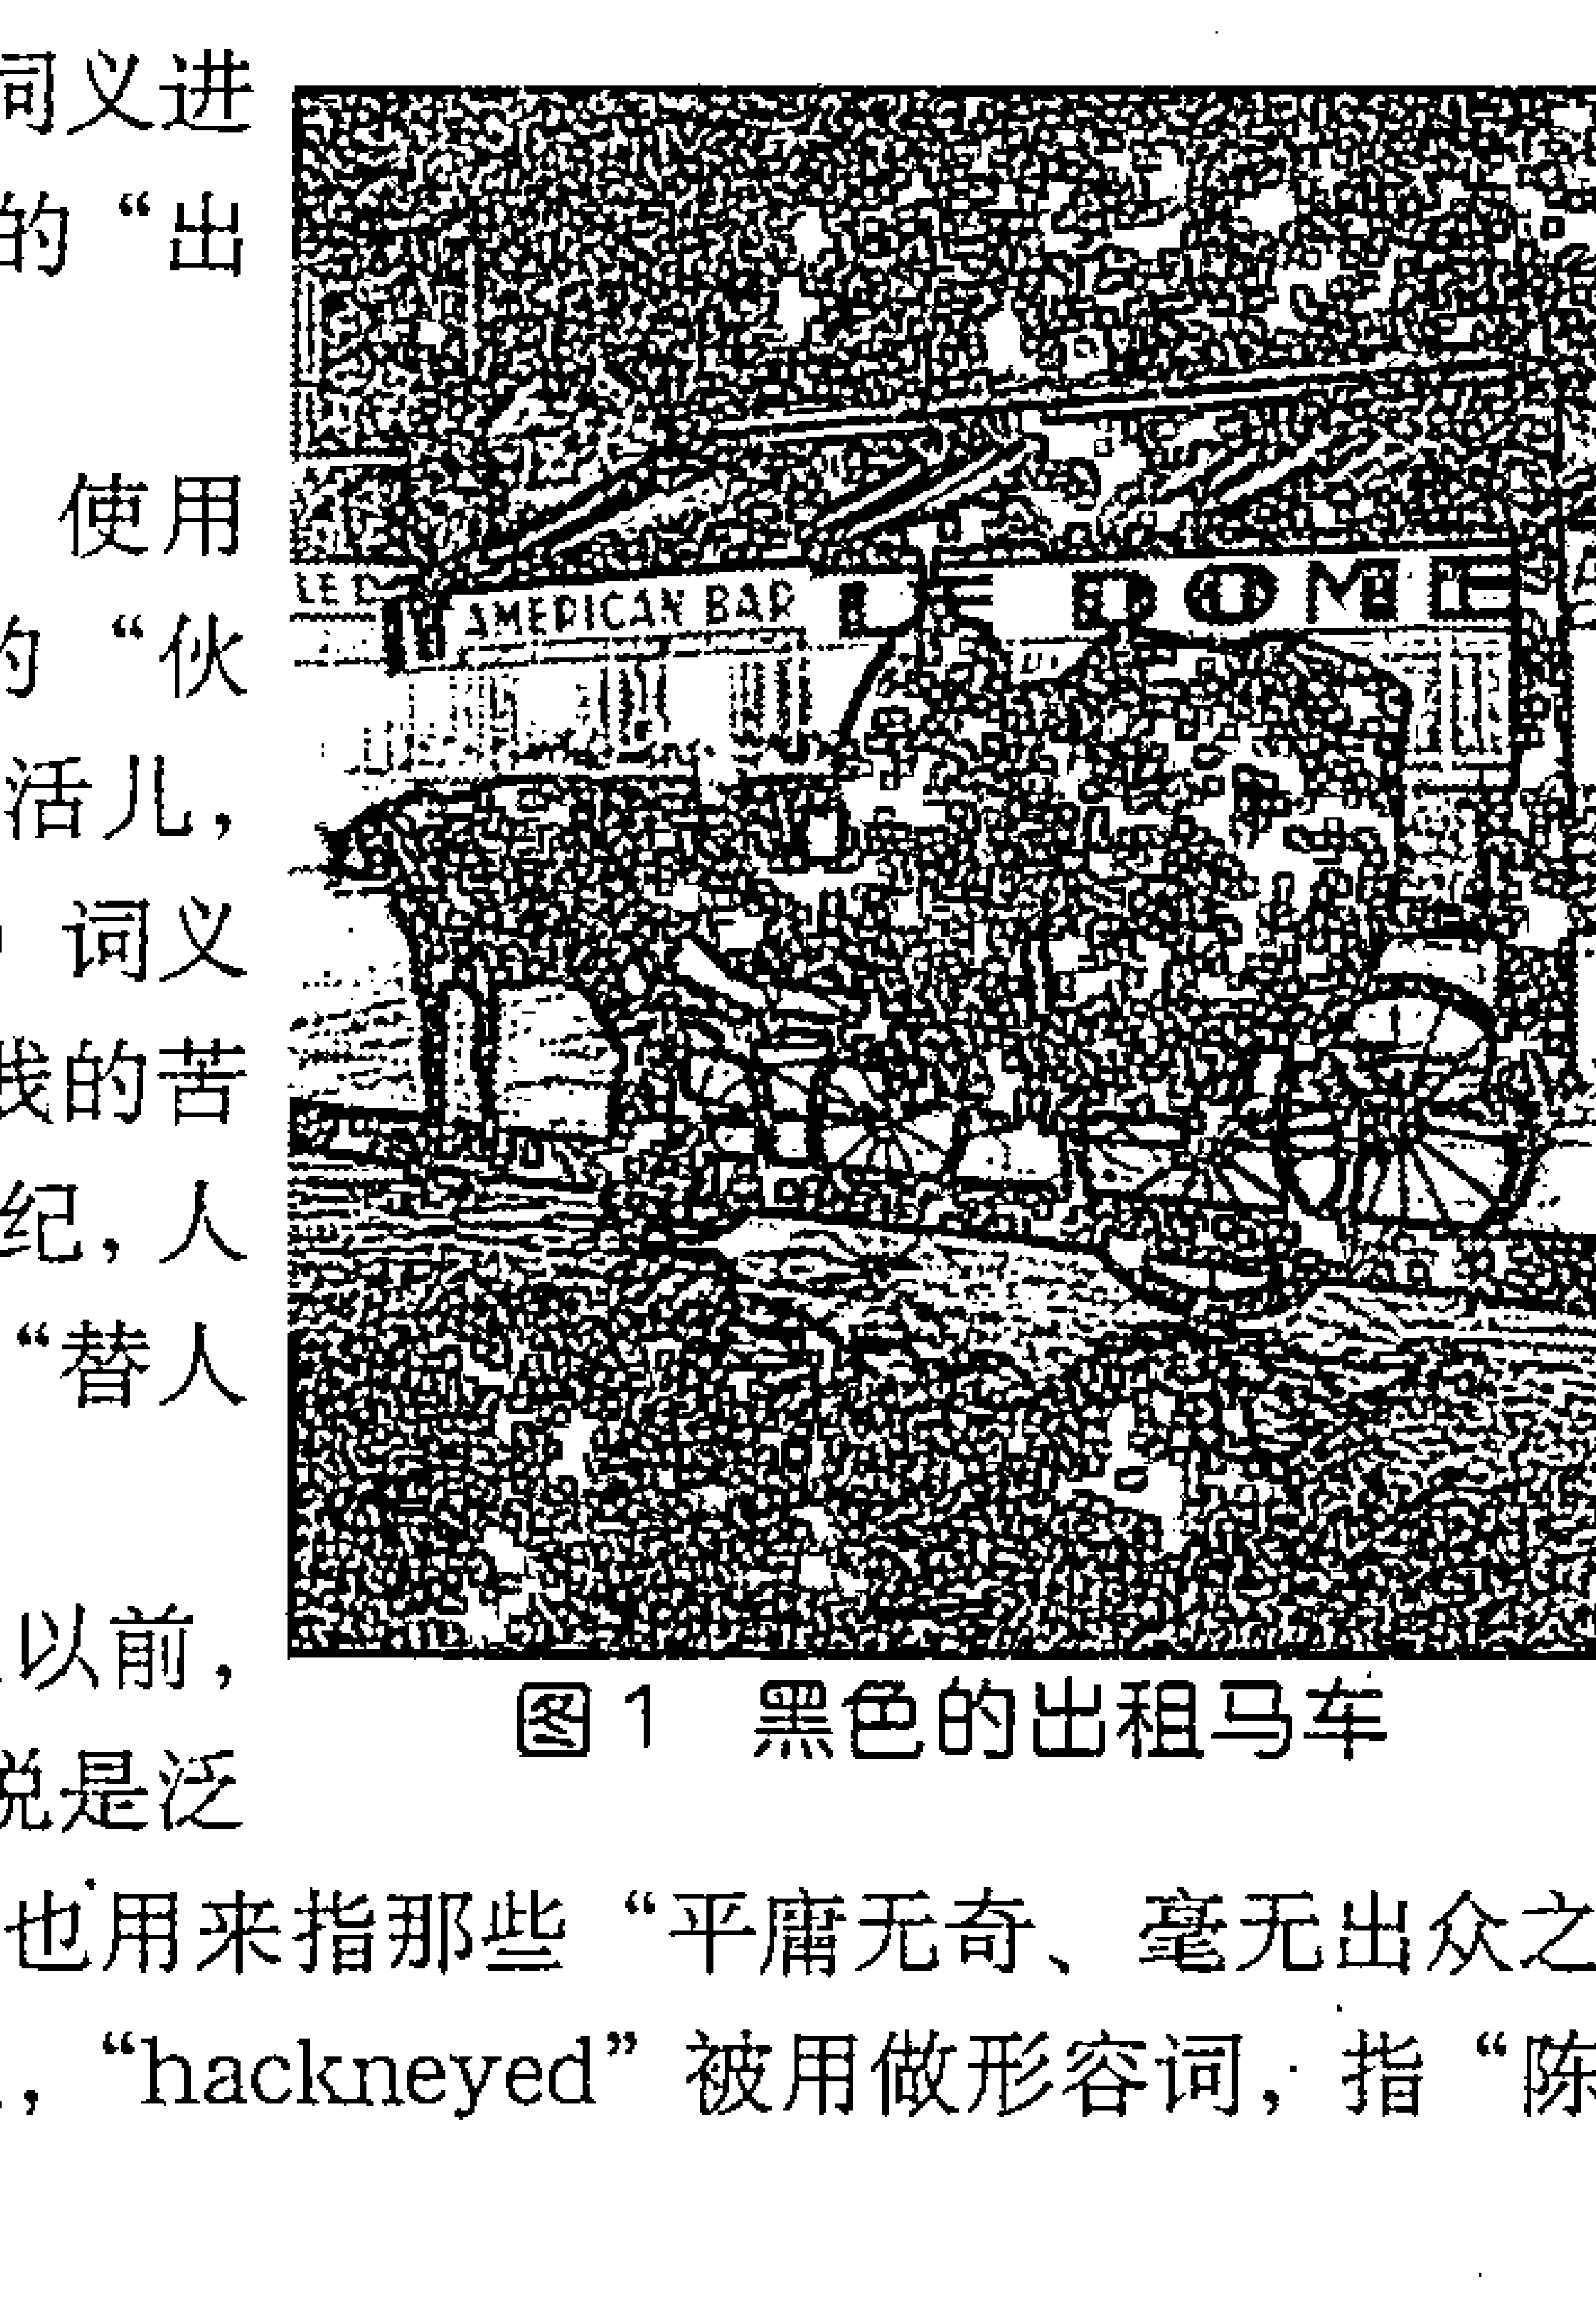 词义进
的“出
使用
的“伙
活儿，
词义
贱的苦
纪，人
“替人
以前，
说是泛
LE D
AMERICAN BAR
LE DOME
图1 黑色的出租马车
也用来指那些“平庸无奇、毫无出众之
，“hackneyed”被用做形容词，指“陈